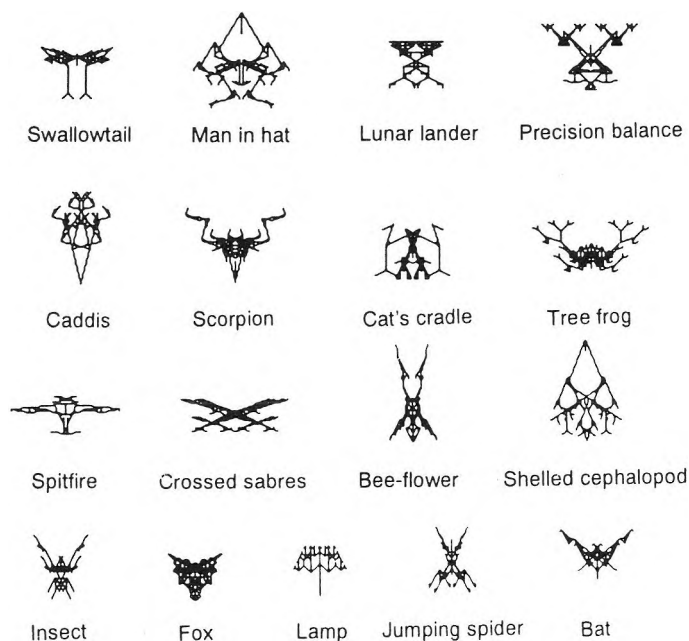 Swallowtail Man in hat Lunar lander Precision balance
Caddis Scorpion Cat's cradle Tree frog
Spitfire Crossed sabres Bee-flower Shelled cephalopod
Insect Fox Lamp Jumping spider Bat